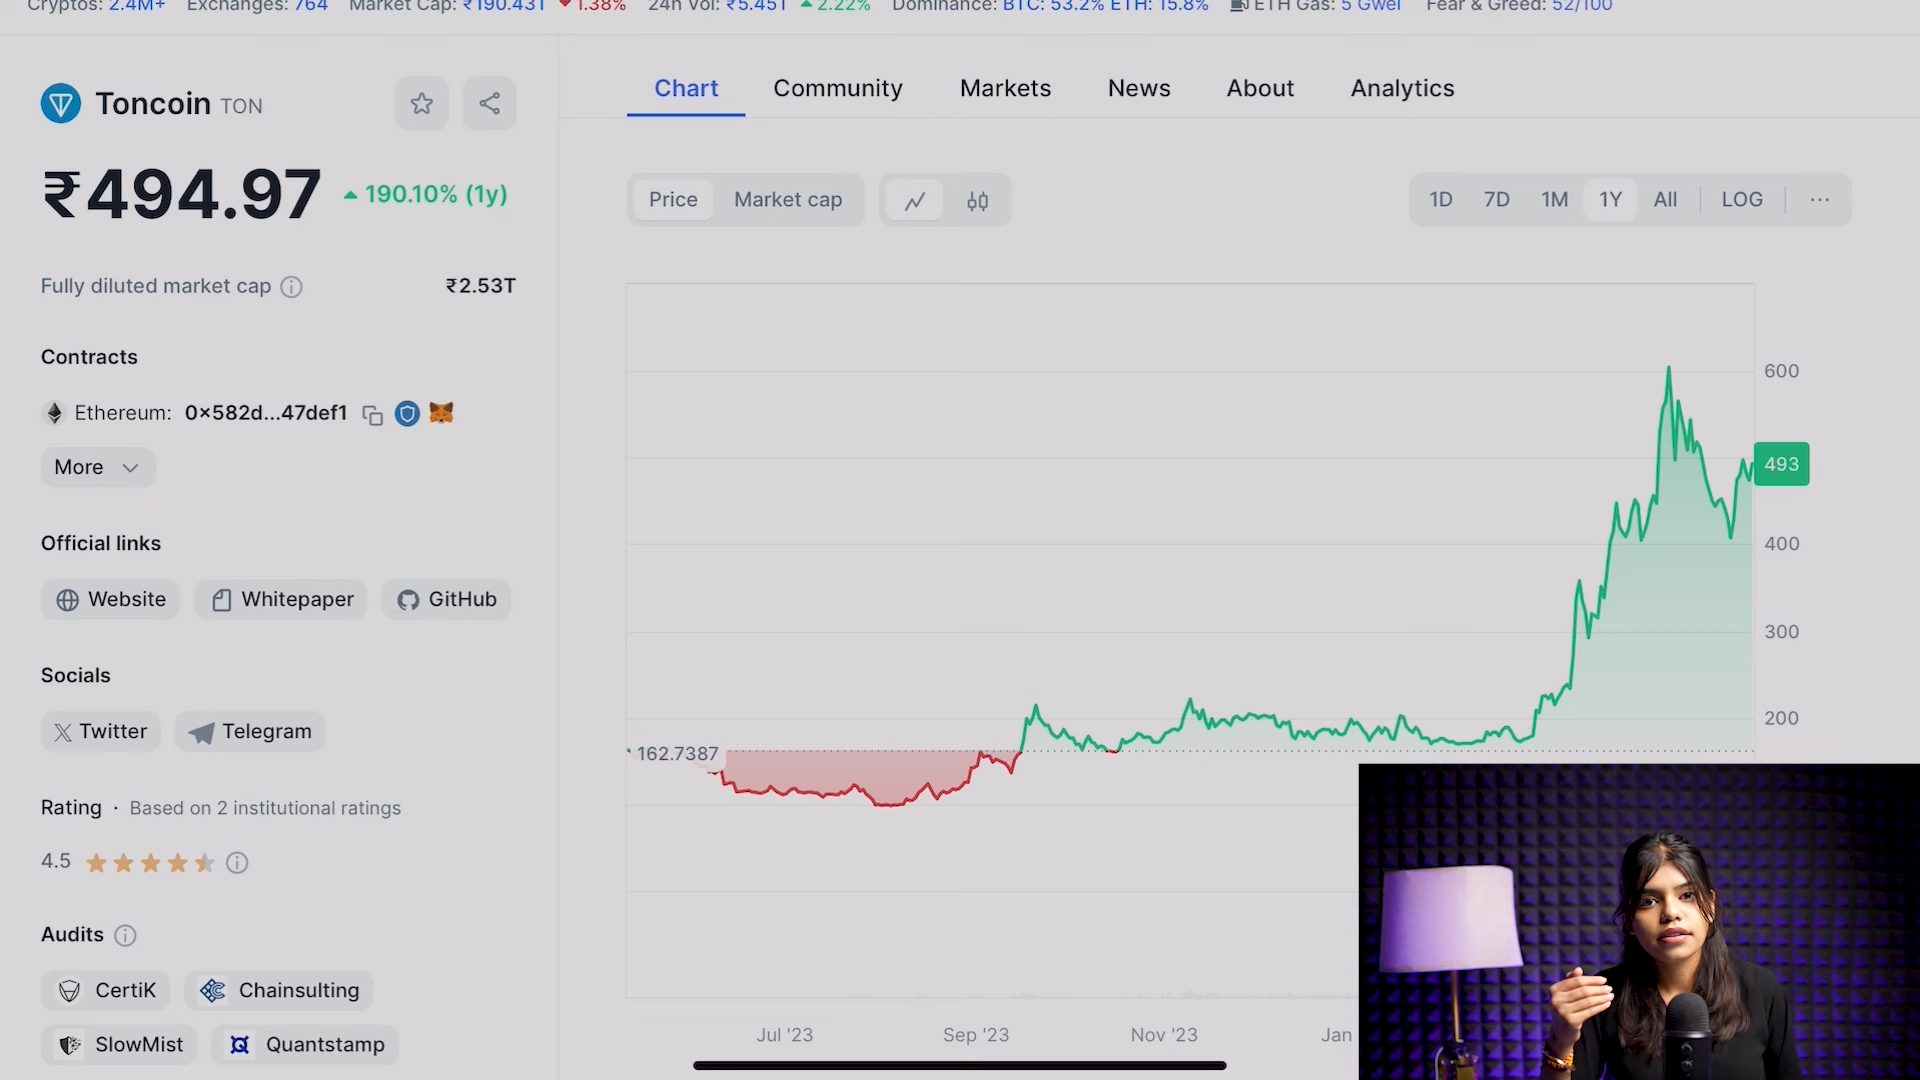 Cryptos: 2.4M+ Exchanges: 764 Market Cap: ₹190.43T 1.38% 24h Vol: ₹5.45T 2.22% Dominance: BTC: 53.2% ETH: 15.8% ETH Gas: 5 Gwei Fear & Greed: 52/100
Toncoin TON
₹494.97 190.10% (1y)
Fully diluted market cap ₹2.53T
Contracts
Ethereum: 0x582d...47def1
More
Official links
Website Whitepaper GitHub
Socials
Twitter Telegram
Rating · Based on 2 institutional ratings
4.5
Audits
CertiK Chainsulting
SlowMist Quantstamp
Chart Community Markets News About Analytics
Price Market cap
1D 7D 1M 1Y All LOG
600
493
400
300
200
162.7387
Jul '23 Sep '23 Nov '23 Jan